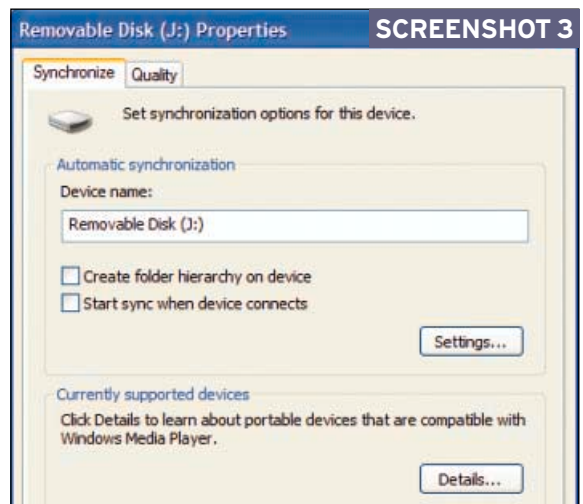 Removable Disk (J:) Properties
SCREENSHOT 3
Synchronize
Quality
Set synchronization options for this device.
Automatic synchronization
Device name:
Removable Disk (J:)
Create folder hierarchy on device
Start sync when device connects
Settings...
Currently supported devices
Click Details to learn about portable devices that are compatible with
Windows Media Player.
Details...